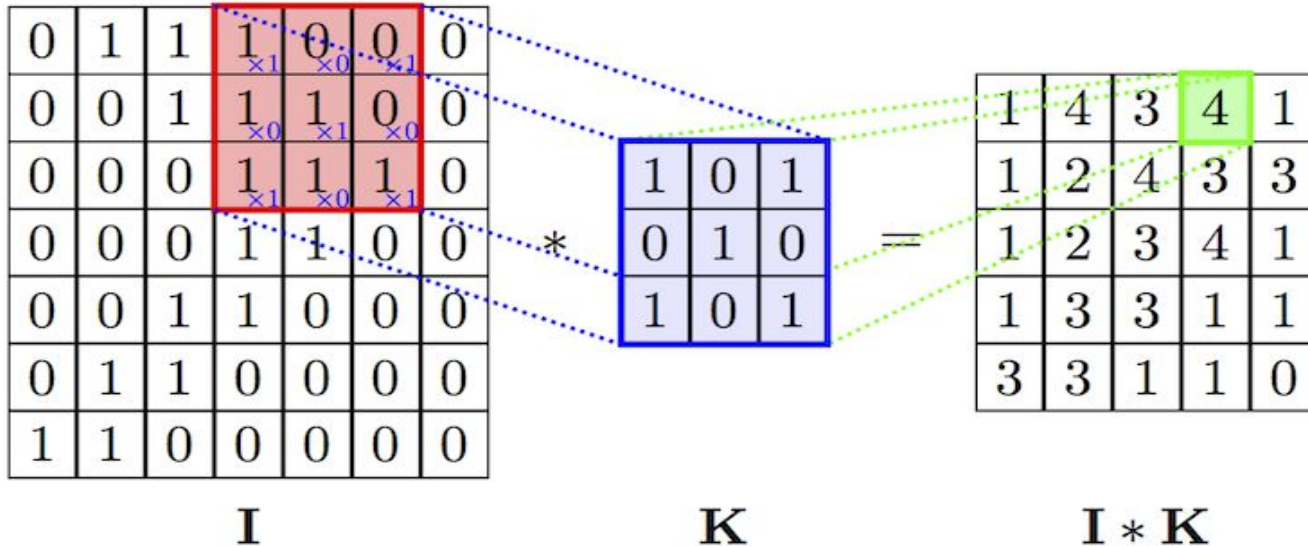 0 1 1 1×1 0×0 0×1 0
0 0 1 1×0 1×1 0×0 0 1 4 3 4 1
0 0 0 1×1 1×0 1×1 0 1 0 1 1 2 4 3 3
0 0 0 1 1 0 0 * 0 1 0 = 1 2 3 4 1
0 0 1 1 0 0 0 1 0 1 1 3 3 1 1
0 1 1 0 0 0 0 3 3 1 1 0
1 1 0 0 0 0 0
I K I * K